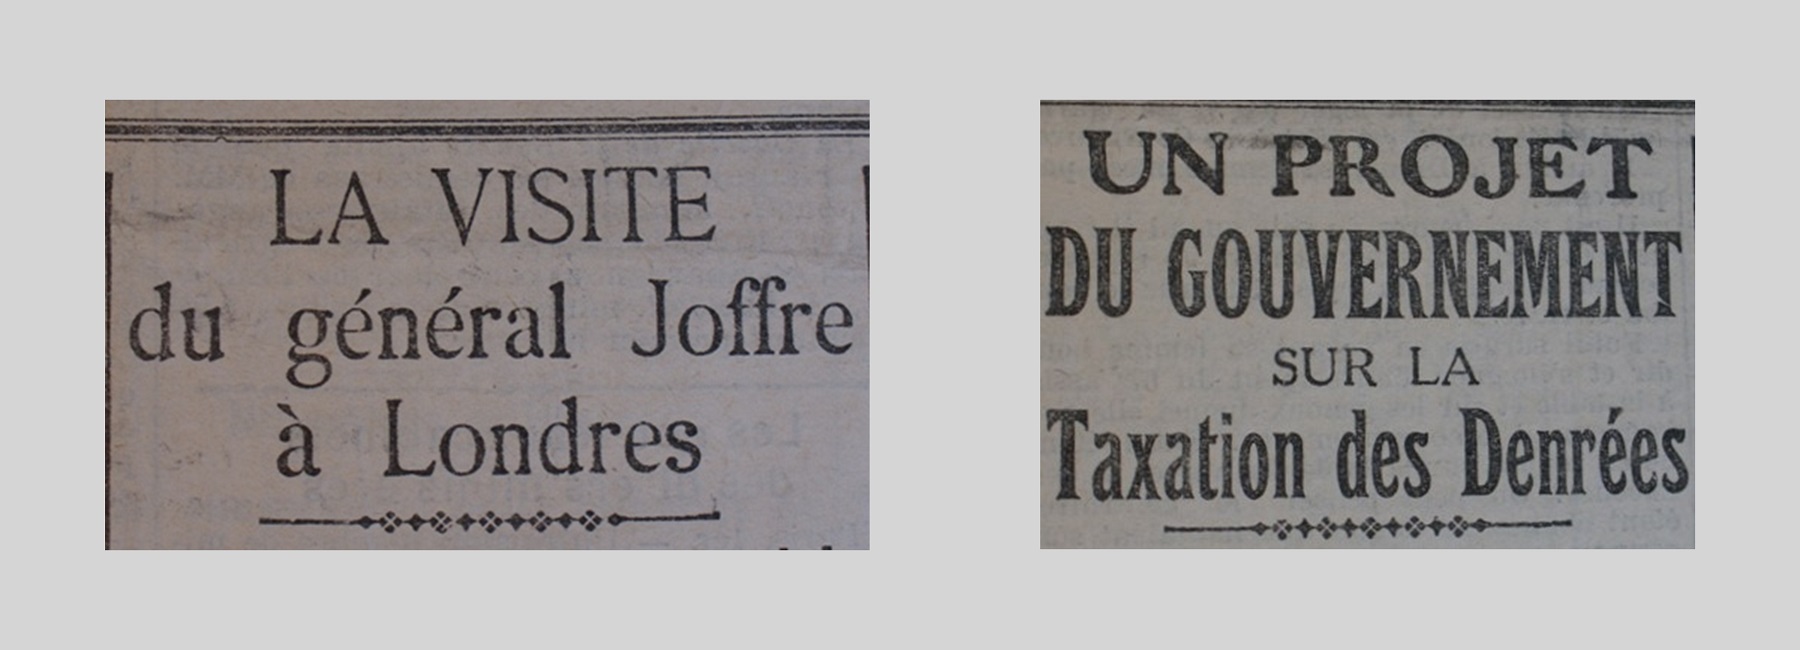 LA VISITE
du général Joffre
à Londres
UN PROJET
DU GOUVERNEMENT
SUR LA
Taxation des Denrées